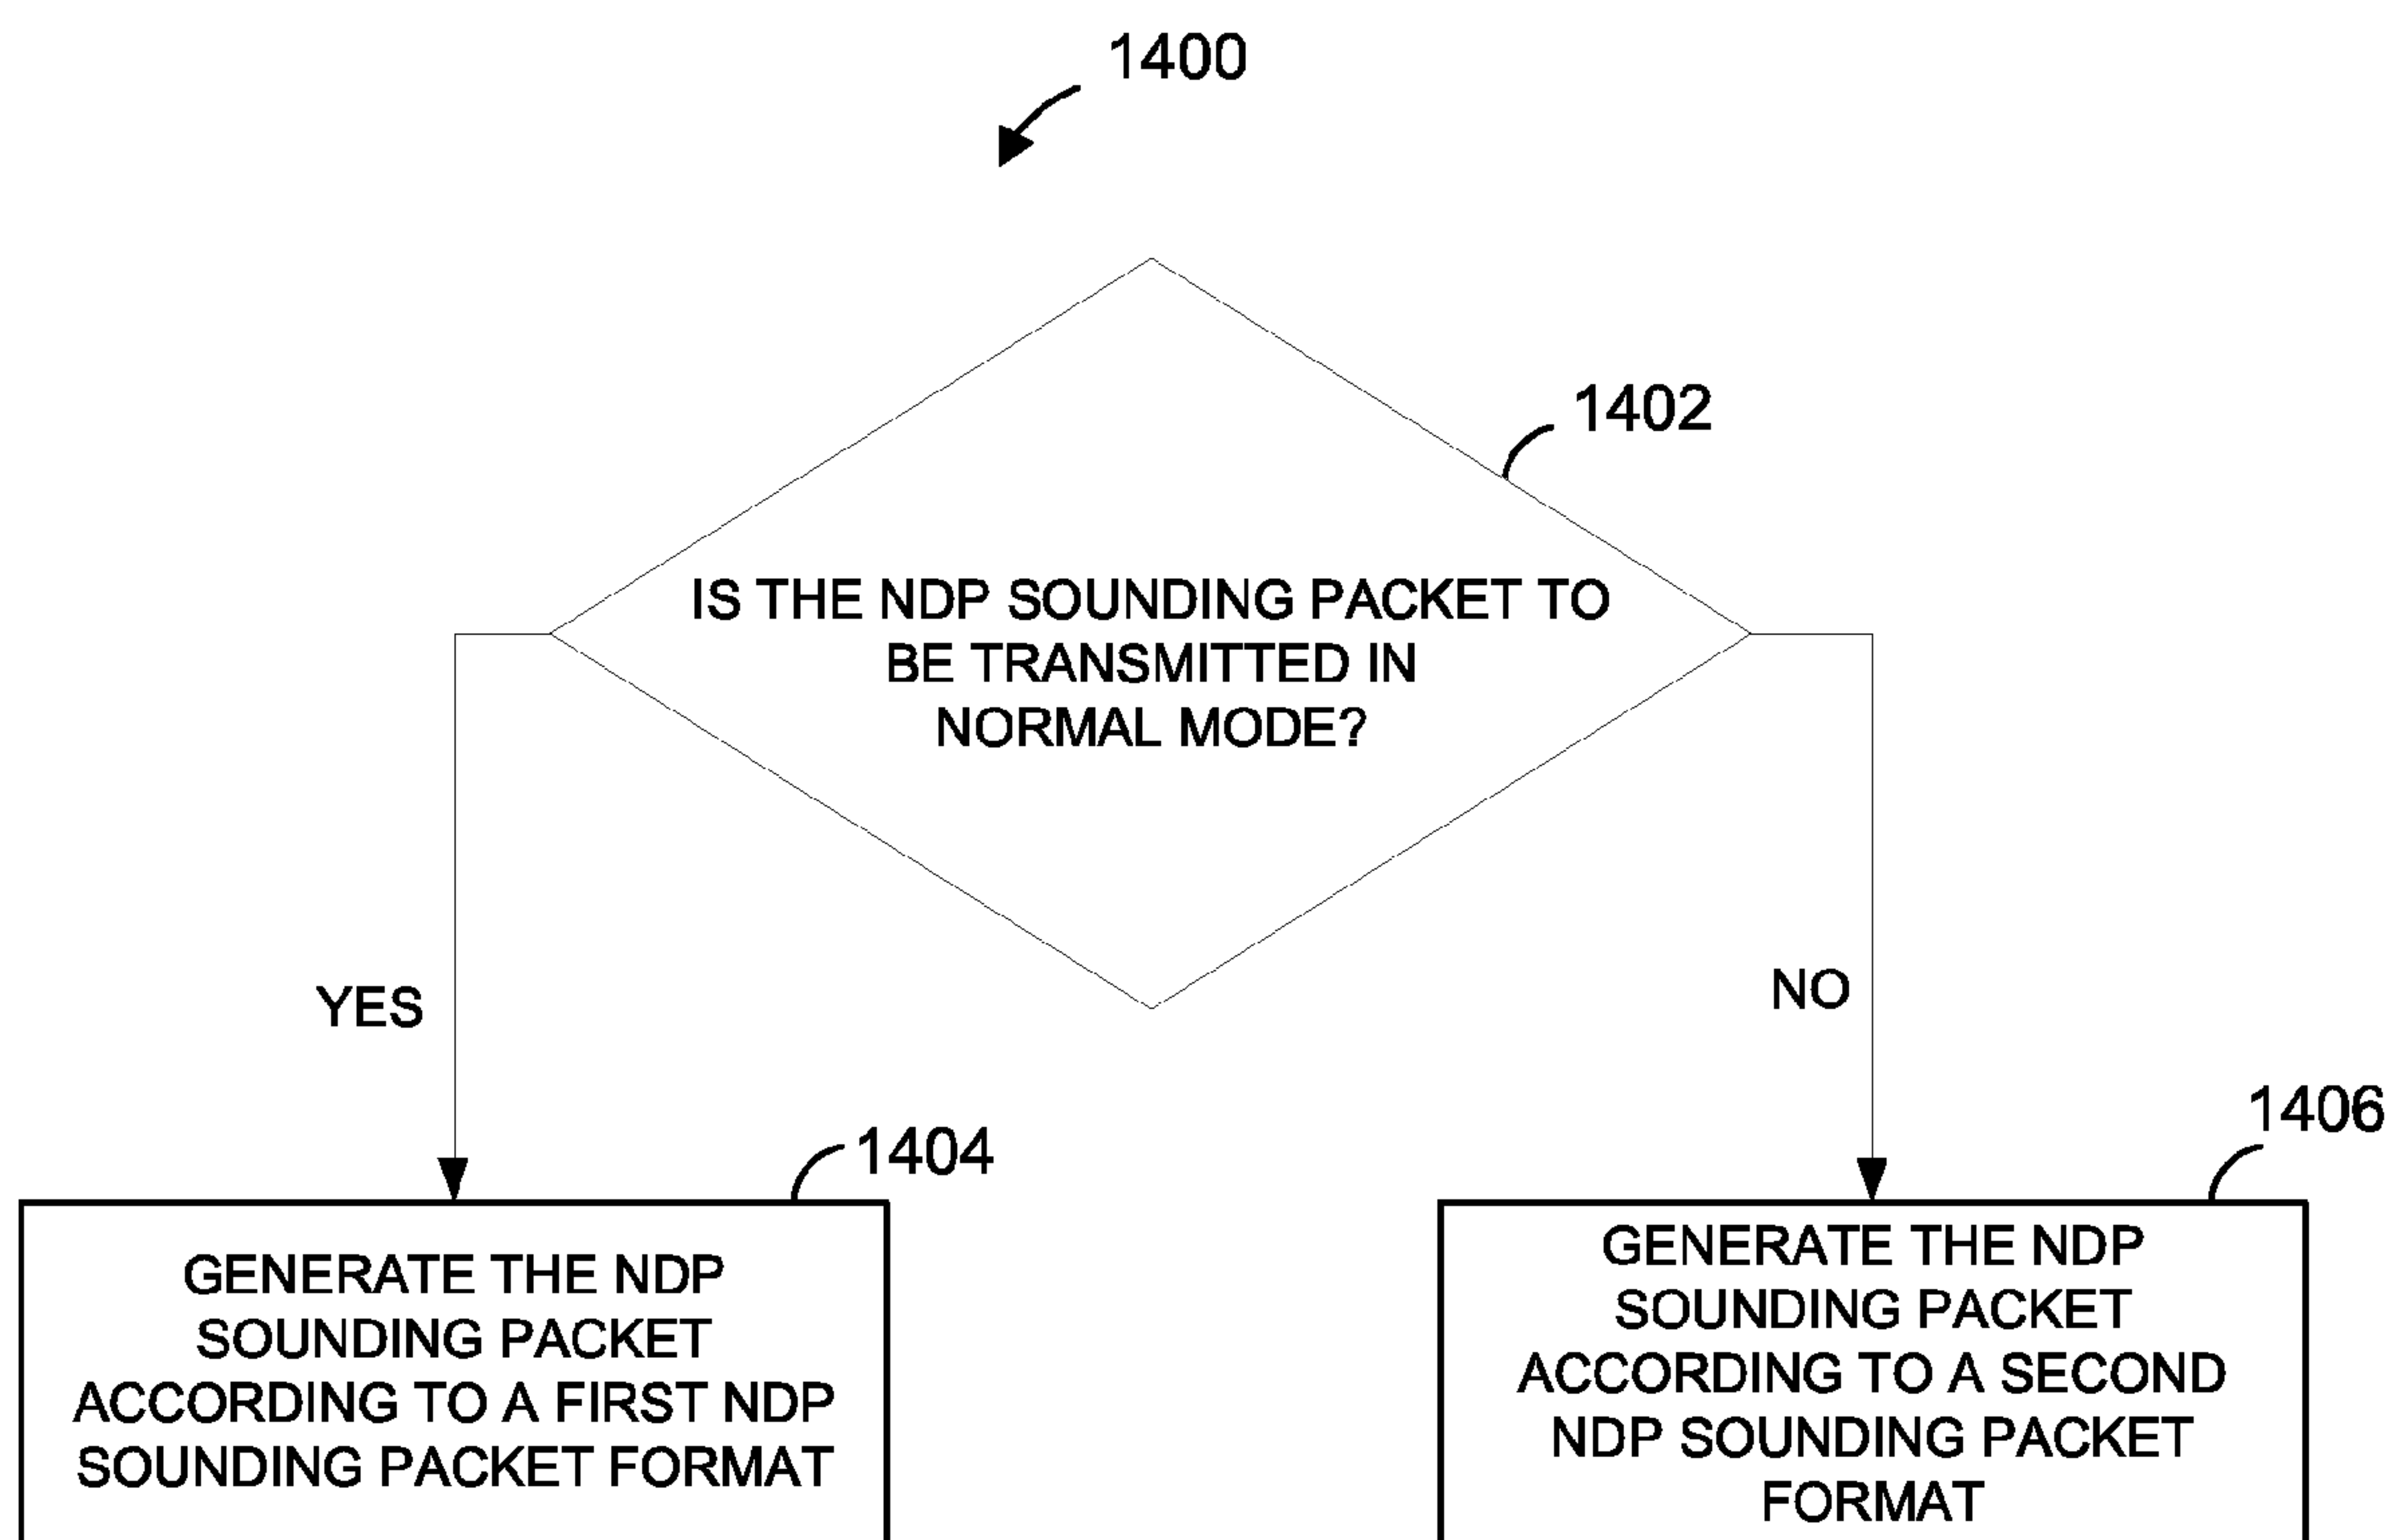 1400
1402
IS THE NDP SOUNDING PACKET TO
BE TRANSMITTED IN
NORMAL MODE?
YES
NO
1404
1406
GENERATE THE NDP
SOUNDING PACKET
ACCORDING TO A FIRST NDP
SOUNDING PACKET FORMAT
GENERATE THE NDP
SOUNDING PACKET
ACCORDING TO A SECOND
NDP SOUNDING PACKET
FORMAT